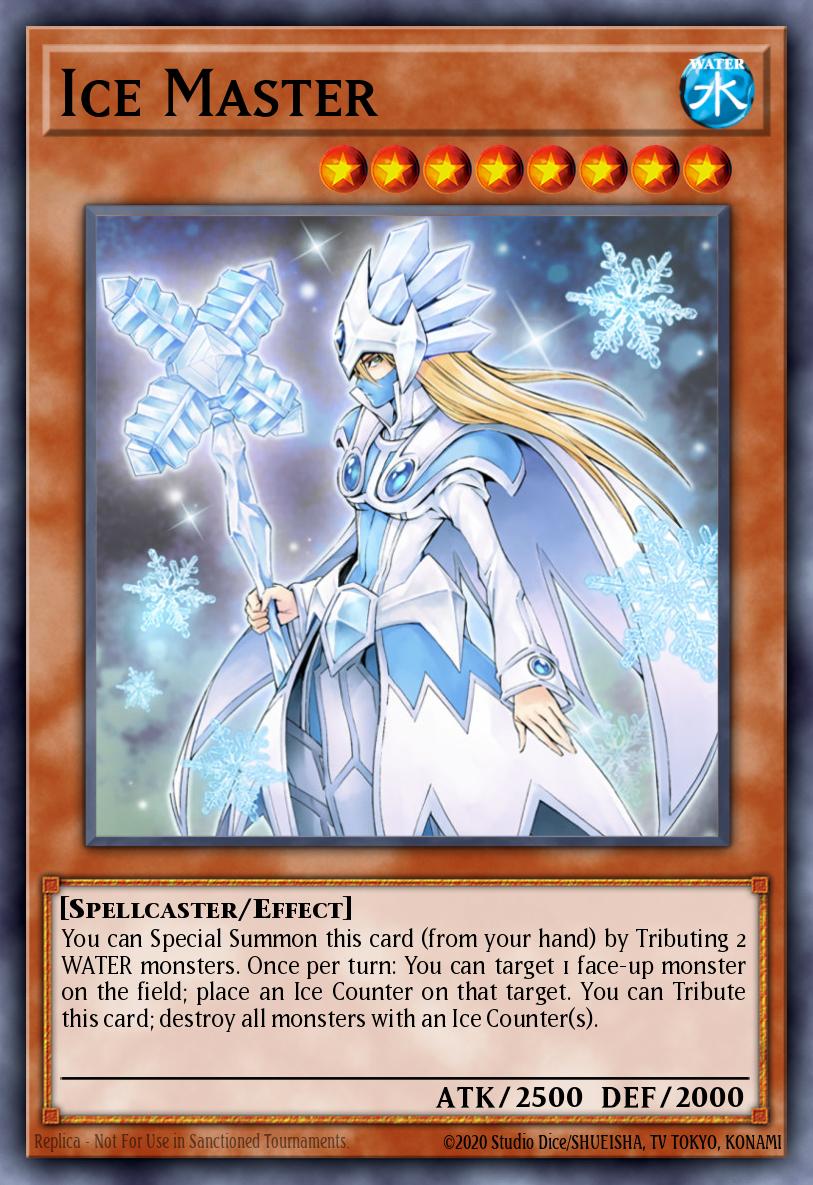 Ice Master
WATER
水
[Spellcaster/Effect]
You can Special Summon this card (from your hand) by Tributing 2
WATER monsters. Once per turn: You can target 1 face-up monster
on the field; place an Ice Counter on that target. You can Tribute
this card; destroy all monsters with an Ice Counter(s).
ATK/2500 DEF/2000
Replica - Not For Use in Sanctioned Tournaments.
©2020 Studio Dice/SHUEISHA, TV TOKYO, KONAMI